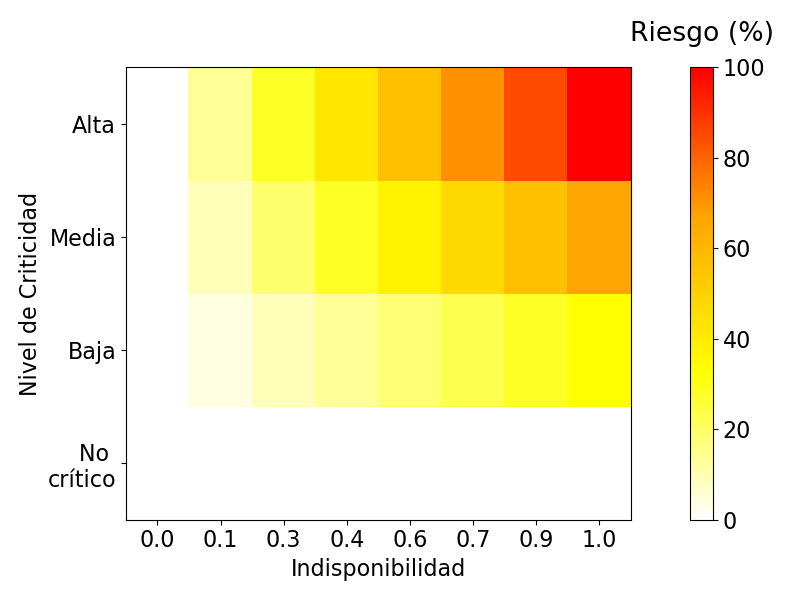 Riesgo (%)
100
80
60
40
20
0
Nivel de Criticidad
Alta
Media
Baja
No
crítico
0.0 0.1 0.3 0.4 0.6 0.7 0.9 1.0
Indisponibilidad